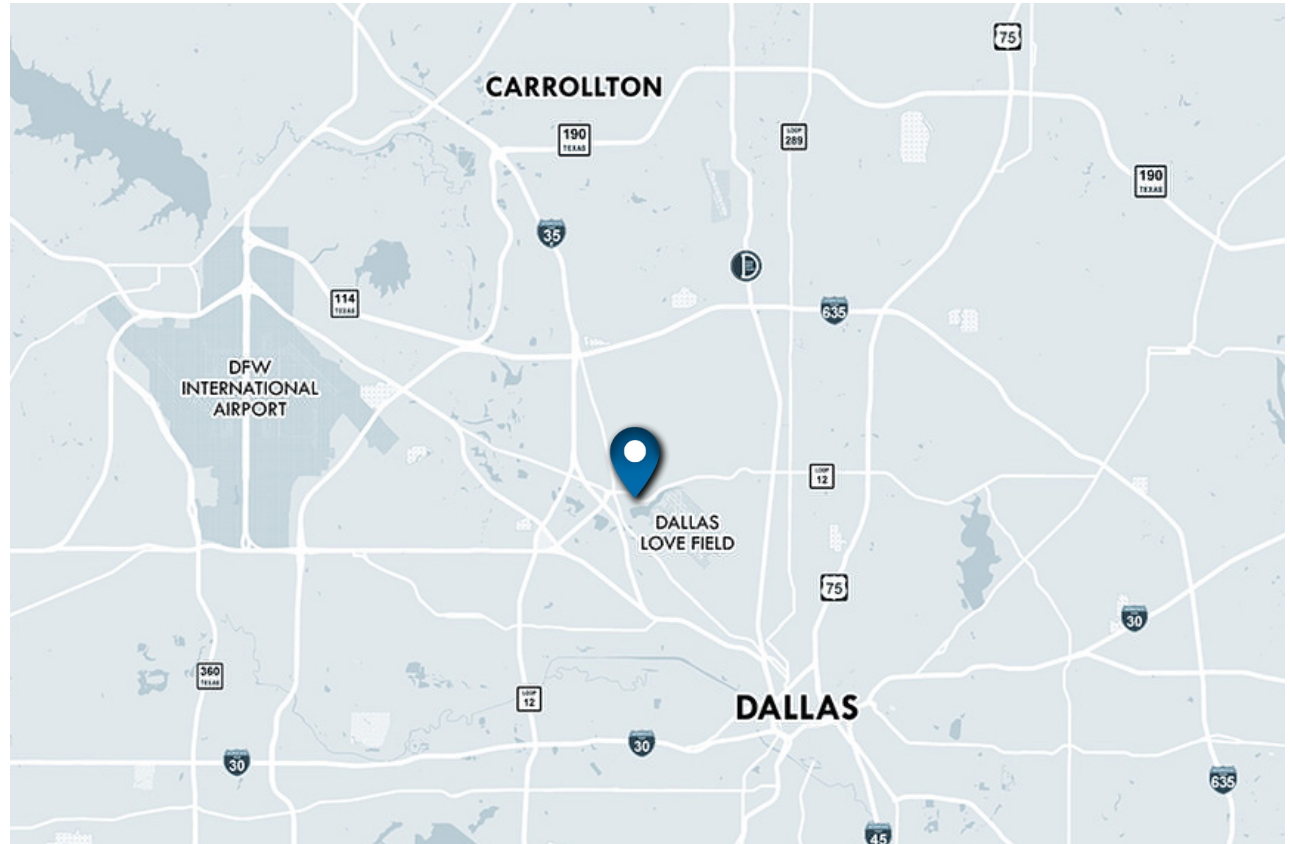 75
CARROLLTON
190
TEXAS
LOOP
289
190
TEXAS
35
D
114
TEXAS
635
DFW
INTERNATIONAL
AIRPORT
LOOP
12
DALLAS
LOVE FIELD
75
30
360
TEXAS
LOOP
12
DALLAS
30
30
635
45